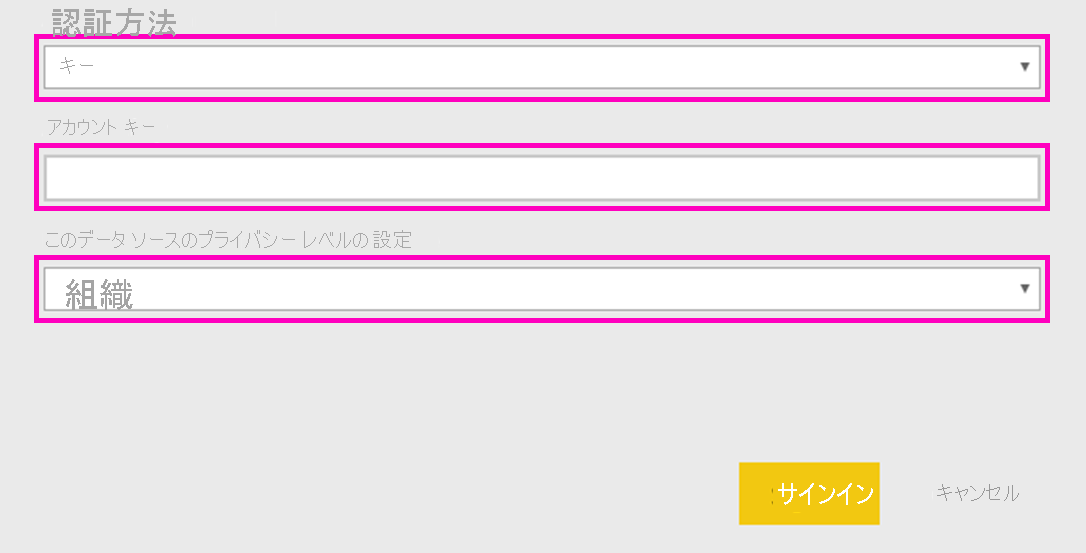 認証方法
キー
アカウント キー
このデータ ソースのプライバシー レベルの設定
組織
サインイン
キャンセル